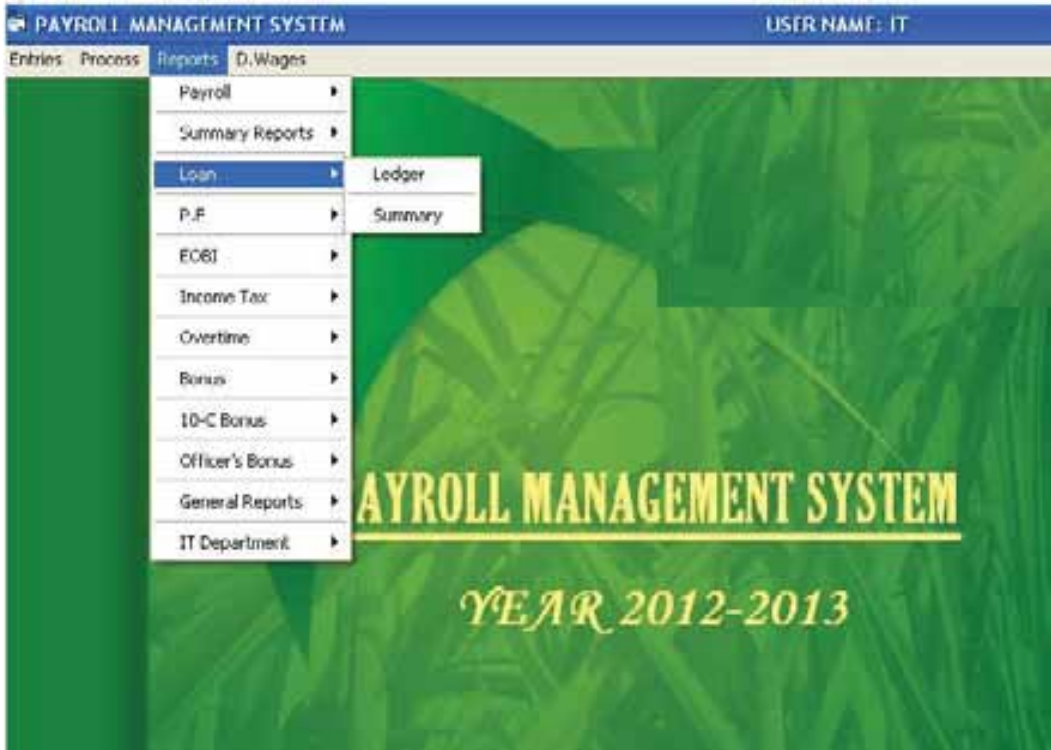 PAYROLL MANAGEMENT SYSTEM USER NAME: IT
Entries Process Reports D.Wages
Payroll
Summary Reports
Loan Ledger
P.F Summary
EOBI
Income Tax
Overtime
Bonus
10-C Bonus
Officer's Bonus
General Reports
IT Department
AYROLL MANAGEMENT SYSTEM
YEAR 2012-2013